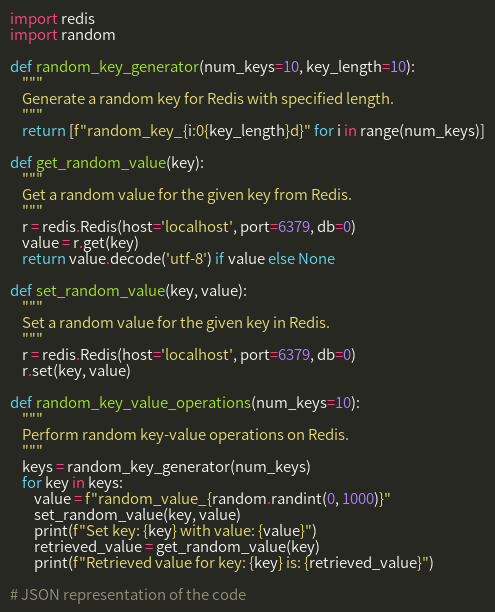 import redis
import random

def random_key_generator(num_keys=10, key_length=10):
    """
    Generate a random key for Redis with specified length.
    """
    return [f"random_key_{i:0{key_length}d}" for i in range(num_keys)]

def get_random_value(key):
    """
    Get a random value for the given key from Redis.
    """
    r = redis.Redis(host='localhost', port=6379, db=0)
    value = r.get(key)
    return value.decode('utf-8') if value else None

def set_random_value(key, value):
    """
    Set a random value for the given key in Redis.
    """
    r = redis.Redis(host='localhost', port=6379, db=0)
    r.set(key, value)

def random_key_value_operations(num_keys=10):
    """
    Perform random key-value operations on Redis.
    """
    keys = random_key_generator(num_keys)
    for key in keys:
        value = f"random_value_{random.randint(0, 1000)}"
        set_random_value(key, value)
        print(f"Set key: {key} with value: {value}")
        retrieved_value = get_random_value(key)
        print(f"Retrieved value for key: {key} is: {retrieved_value}")

# JSON representation of the code